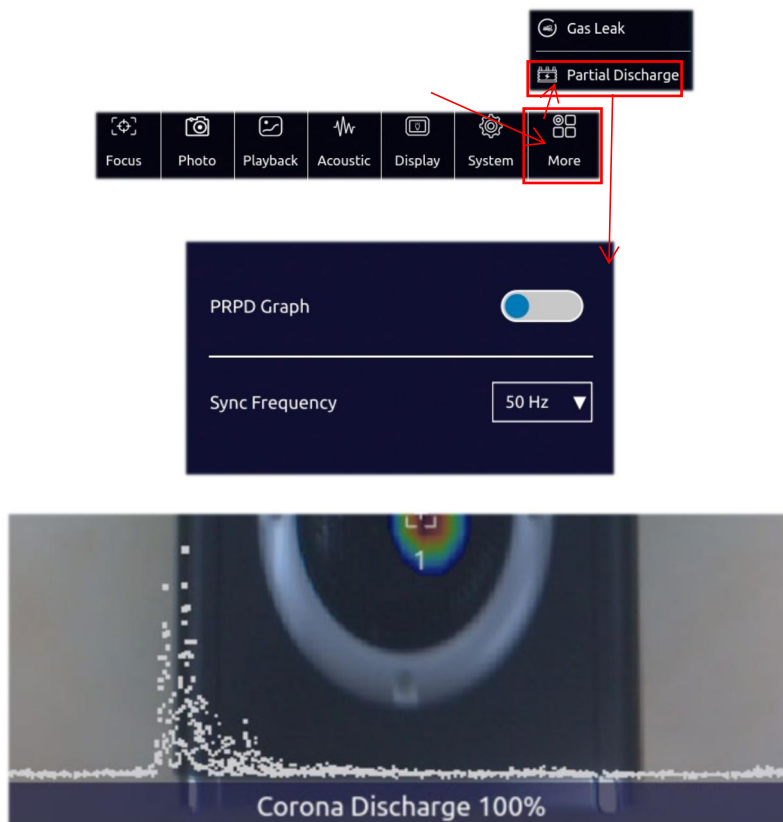 Gas Leak
Partial Discharge
Focus
Photo
Playback
Acoustic
Display
System
More
PRPD Graph
Sync Frequency
50 Hz ▼
1
Corona Discharge 100%